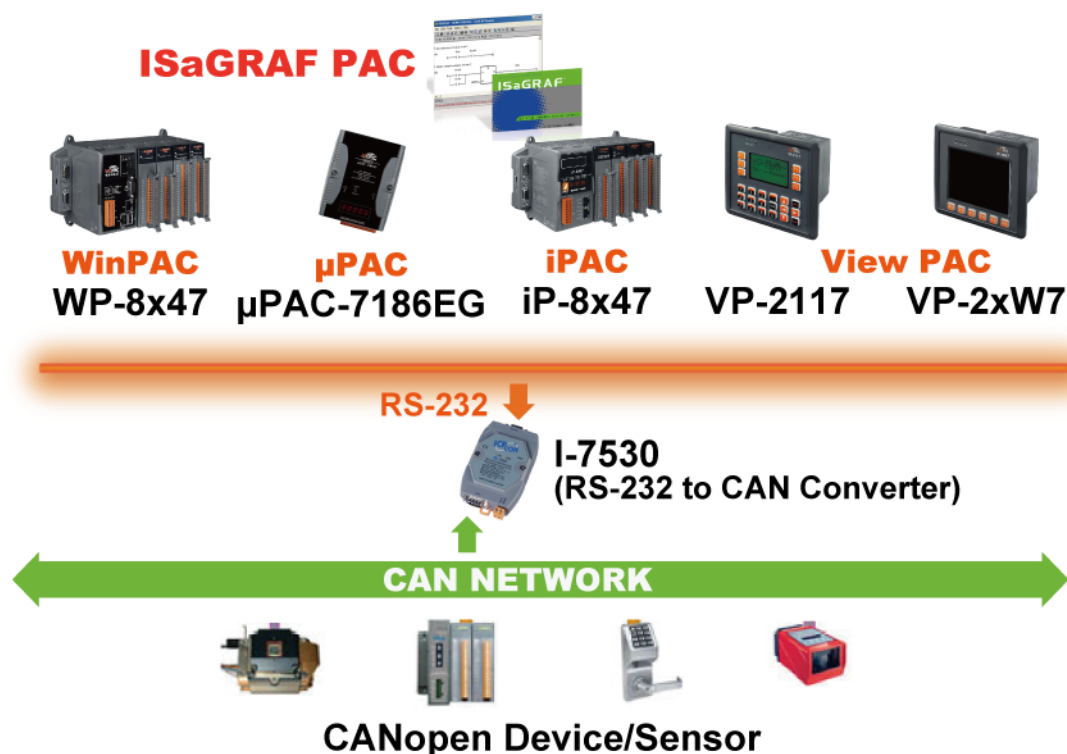 ISaGRAF PAC
ISaGRAF
WinPAC
µPAC
iPAC
View PAC
WP-8x47
µPAC-7186EG
iP-8x47
VP-2117
VP-2xW7
RS-232
I-7530
(RS-232 to CAN Converter)
CAN NETWORK
CANopen Device/Sensor